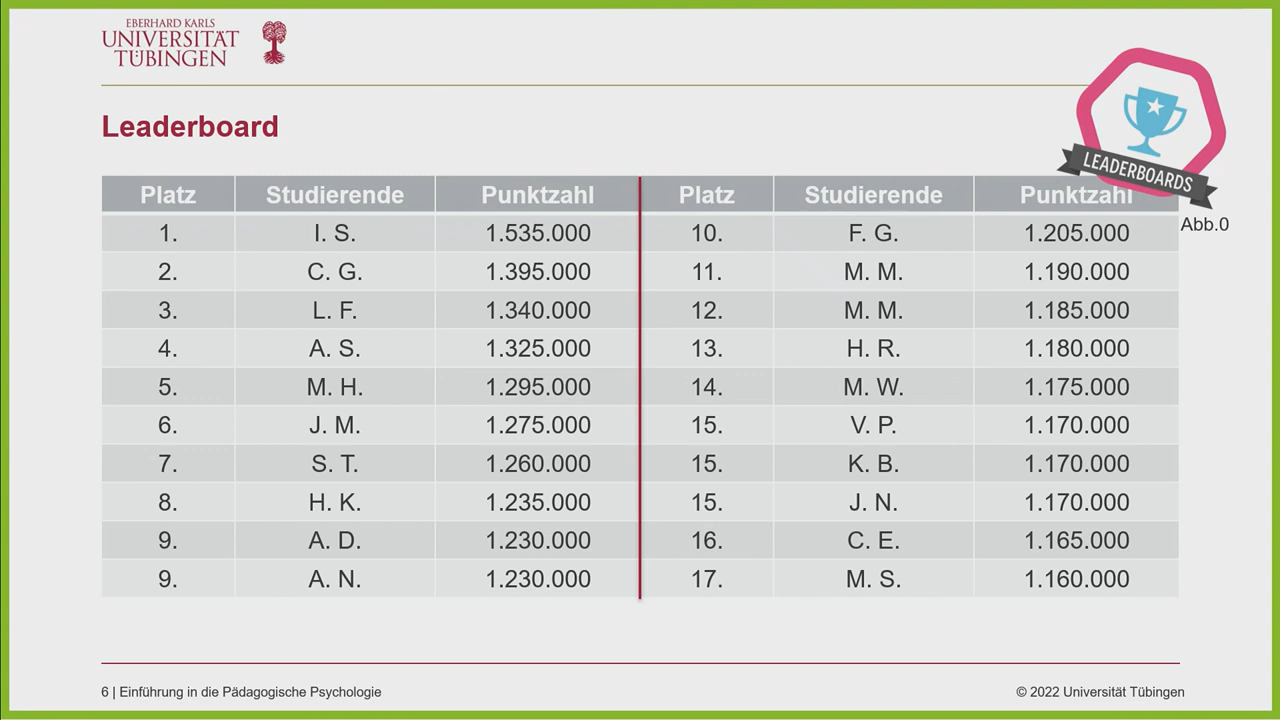 EBERHARD KARLS
UNIVERSITÄT
TÜBINGEN
Leaderboard
LEADERBOARDS
Abb.0
Platz Studierende Punktzahl Platz Studierende Punktzahl
1. I. S. 1.535.000 10. F. G. 1.205.000
2. C. G. 1.395.000 11. M. M. 1.190.000
3. L. F. 1.340.000 12. M. M. 1.185.000
4. A. S. 1.325.000 13. H. R. 1.180.000
5. M. H. 1.295.000 14. M. W. 1.175.000
6. J. M. 1.275.000 15. V. P. 1.170.000
7. S. T. 1.260.000 15. K. B. 1.170.000
8. H. K. 1.235.000 15. J. N. 1.170.000
9. A. D. 1.230.000 16. C. E. 1.165.000
9. A. N. 1.230.000 17. M. S. 1.160.000
6 | Einführung in die Pädagogische Psychologie © 2022 Universität Tübingen